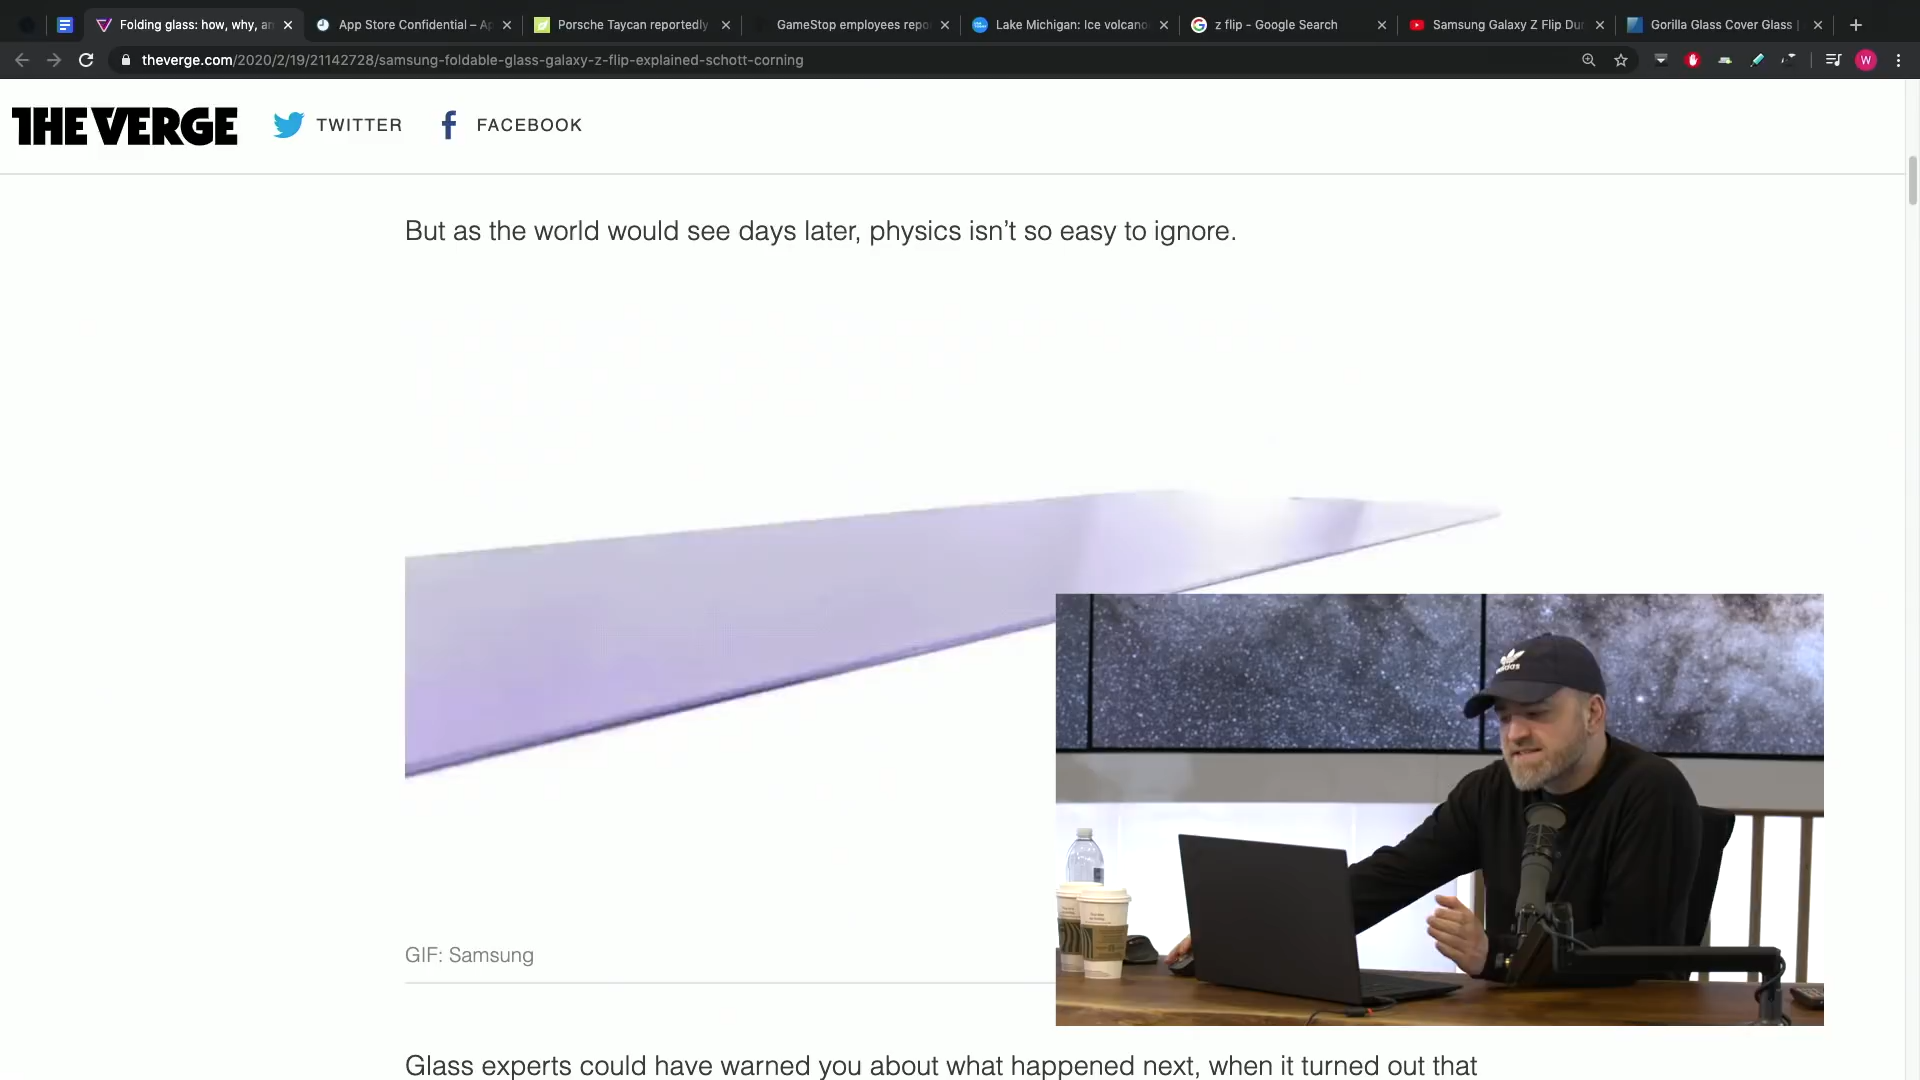 Folding glass: how, why, an
App Store Confidential – Ap
Porsche Taycan reportedly
GameStop employees repo
Lake Michigan: Ice volcano
z flip - Google Search
Samsung Galaxy Z Flip Dur
Gorilla Glass Cover Glass |
theverge.com/2020/2/19/21142728/samsung-foldable-glass-galaxy-z-flip-explained-schott-corning
W
THE VERGE
TWITTER
FACEBOOK
But as the world would see days later, physics isn’t so easy to ignore.
adidas
GIF: Samsung
Glass experts could have warned you about what happened next, when it turned out that